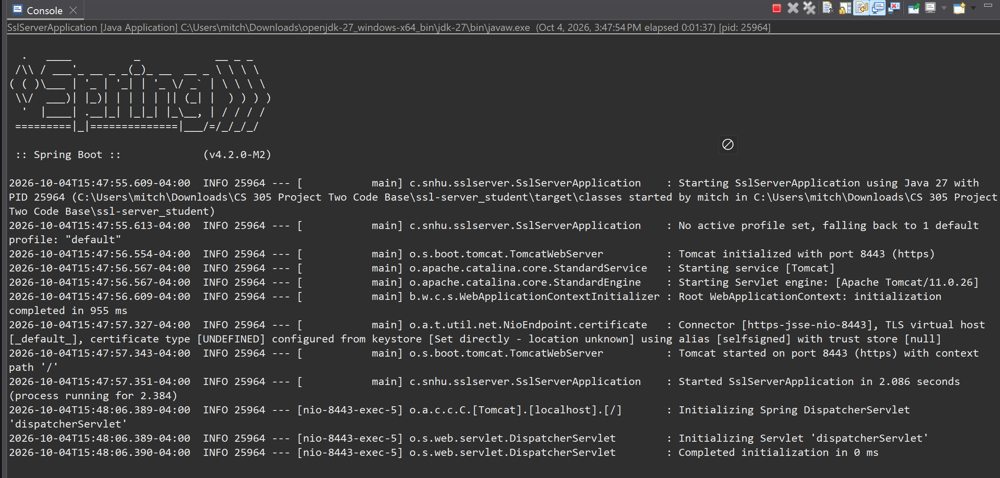 Console
SslServerApplication [Java Application] C:\Users\mitch\Downloads\openjdk-27_windows-x64_bin\jdk-27\bin\javaw.exe  (Oct 4, 2026, 3:47:54 PM elapsed 0:01:37) [pid: 25964]
  .   ____          _            __ _ _
 /\\ / ___'_ __ _ _(_)_ __  __ _ \ \ \ \
( ( )\___ | '_ | '_| | '_ \/ _` | \ \ \ \
 \\/  ___)| |_)| | | | | || (_| |  ) ) ) )
  '  |____| .__|_| |_|_| |_\__, | / / / /
 =========|_|==============|___/=/_/_/_/
 :: Spring Boot ::             (v4.2.0-M2)
2026-10-04T15:47:55.609-04:00  INFO 25964 --- [           main] c.snhu.sslserver.SslServerApplication    : Starting SslServerApplication using Java 27 with
PID 25964 (C:\Users\mitch\Downloads\CS 305 Project Two Code Base\ssl-server_student\target\classes started by mitch in C:\Users\mitch\Downloads\CS 305 Project
Two Code Base\ssl-server_student)
2026-10-04T15:47:55.613-04:00  INFO 25964 --- [           main] c.snhu.sslserver.SslServerApplication    : No active profile set, falling back to 1 default
profile: "default"
2026-10-04T15:47:56.554-04:00  INFO 25964 --- [           main] o.s.boot.tomcat.TomcatWebServer          : Tomcat initialized with port 8443 (https)
2026-10-04T15:47:56.567-04:00  INFO 25964 --- [           main] o.apache.catalina.core.StandardService   : Starting service [Tomcat]
2026-10-04T15:47:56.567-04:00  INFO 25964 --- [           main] o.apache.catalina.core.StandardEngine    : Starting Servlet engine: [Apache Tomcat/11.0.26]
2026-10-04T15:47:56.609-04:00  INFO 25964 --- [           main] b.w.c.s.WebApplicationContextInitializer : Root WebApplicationContext: initialization
completed in 955 ms
2026-10-04T15:47:57.327-04:00  INFO 25964 --- [           main] o.a.t.util.net.NioEndpoint.certificate   : Connector [https-jsse-nio-8443], TLS virtual host
[_default_], certificate type [UNDEFINED] configured from keystore [Set directly - location unknown] using alias [selfsigned] with trust store [null]
2026-10-04T15:47:57.343-04:00  INFO 25964 --- [           main] o.s.boot.tomcat.TomcatWebServer          : Tomcat started on port 8443 (https) with context
path '/'
2026-10-04T15:47:57.351-04:00  INFO 25964 --- [           main] c.snhu.sslserver.SslServerApplication    : Started SslServerApplication in 2.086 seconds
(process running for 2.384)
2026-10-04T15:48:06.389-04:00  INFO 25964 --- [nio-8443-exec-5] o.a.c.c.C.[Tomcat].[localhost].[/]       : Initializing Spring DispatcherServlet
'dispatcherServlet'
2026-10-04T15:48:06.389-04:00  INFO 25964 --- [nio-8443-exec-5] o.s.web.servlet.DispatcherServlet        : Initializing Servlet 'dispatcherServlet'
2026-10-04T15:48:06.390-04:00  INFO 25964 --- [nio-8443-exec-5] o.s.web.servlet.DispatcherServlet        : Completed initialization in 0 ms